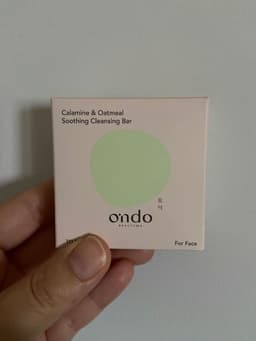 Calamine & Oatmeal
Soothing Cleansing Bar
ondo
For Face